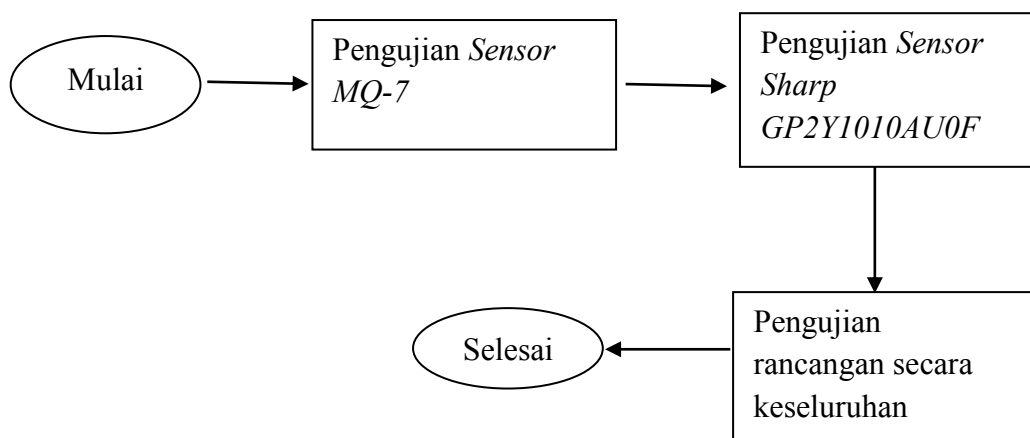 Mulai
Pengujian Sensor
MQ-7
Pengujian Sensor
Sharp
GP2Y1010AU0F
Pengujian
rancangan secara
keseluruhan
Selesai